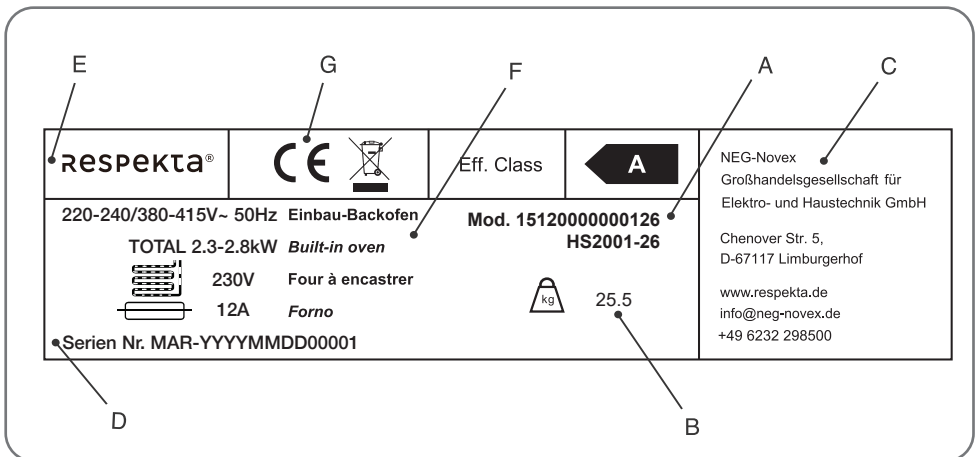 E
G
F
A
C
Respekta®
CE
Eff. Class
A
NEG-Novex
Großhandelsgesellschaft für
Elektro- und Haustechnik GmbH
Chenover Str. 5,
D-67117 Limburgerhof
www.respekta.de
info@neg-novex.de
+49 6232 298500
220-240/380-415V~ 50Hz Einbau-Backofen
TOTAL 2.3-2.8kW Built-in oven
230V Four à encastrer
12A Forno
Serien Nr. MAR-YYYYMMDD00001
Mod. 15120000000126
HS2001-26
kg 25.5
D
B